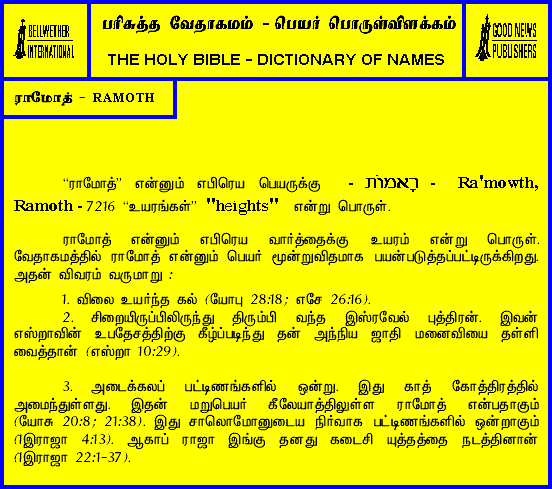 BELLWETHER
INTERNATIONAL
பரிசுத்த வேதாகமம் - பெயர் பொருள்விளக்கம்
THE HOLY BIBLE - DICTIONARY OF NAMES
GOOD NEWS
PUBLISHERS
ராமோத் - RAMOTH
“ராமோத்” என்னும் எபிரெய பெயருக்கு - רָאמוֹת - Ra'mowth,
Ramoth - 7216 “உயரங்கள்” "heights" என்று பொருள்.
ராமோத் என்னும் எபிரெய வார்த்தைக்கு உயரம் என்று பொருள்.
வேதாகமத்தில் ராமோத் என்னும் பெயர் மூன்றுவிதமாக பயன்படுத்தப்பட்டிருக்கிறது.
அதன் விவரம் வருமாறு :
1. விலை உயர்ந்த கல் (யோபு 28:18; எசே 26:16).
2. சிறையிருப்பிலிருந்து திரும்பி வந்த இஸ்ரவேல் புத்திரன். இவன்
எஸ்றாவின் உபதேசத்திற்கு கீழ்ப்படிந்து தன் அந்நிய ஜாதி மனைவியை தள்ளி
வைத்தான் (எஸ்றா 10:29).
3. அடைக்கலப் பட்டிணங்களில் ஒன்று. இது காத் கோத்திரத்தில்
அமைந்துள்ளது. இதன் மறுபெயர் கீலேயாத்திலுள்ள ராமோத் என்பதாகும்
(யோசு 20:8; 21:38). இது சாலொமோனுடைய நிர்வாக பட்டிணங்களில் ஒன்றாகும்
(1இராஜா 4:13). ஆகாப் ராஜா இங்கு தனது கடைசி யுத்தத்தை நடத்தினான்
(1இராஜா 22:1-37).